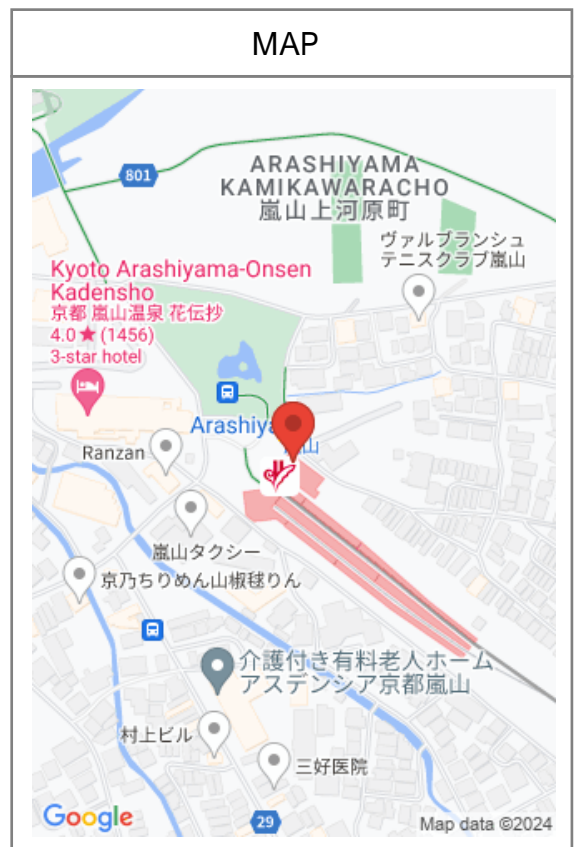 MAP
801
ARASHIYAMA
KAMIKAWARACHO
嵐山上河原町
ヴァルブランシュ
テニスクラブ嵐山
Kyoto Arashiyama-Onsen
Kadensho
京都 嵐山温泉 花伝抄
4.0★(1456)
3-star hotel
Arashiya
山
Ranzan
嵐山タクシー
京乃ちりめん山椒毬りん
介護付き有料老人ホーム
アステンシア京都嵐山
村上ビル
三好医院
Google
29
Map data ©2024